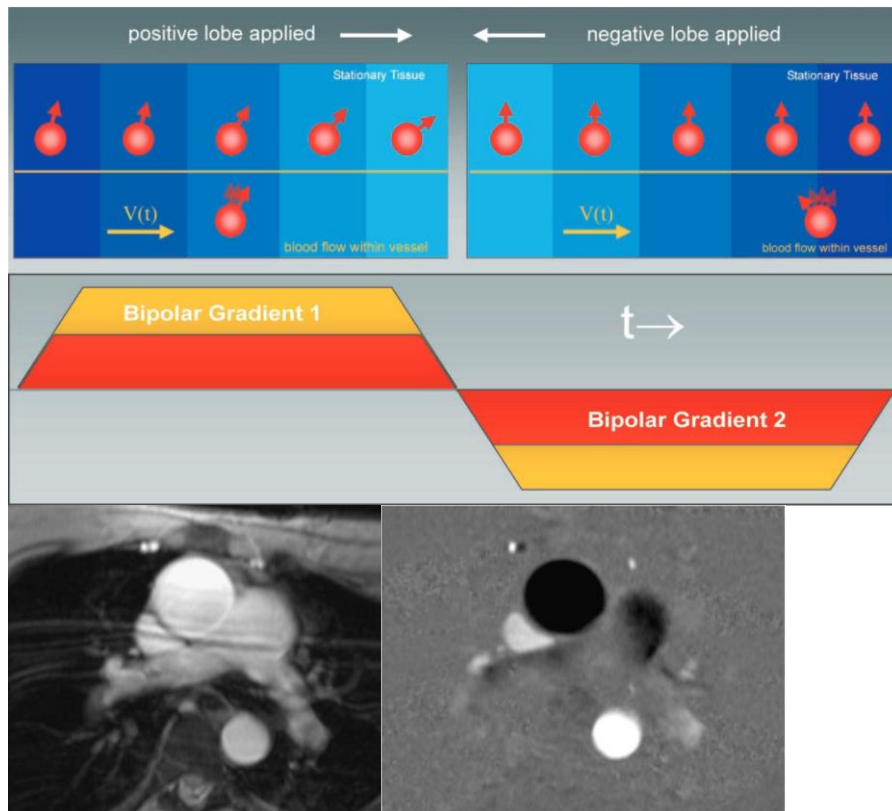 positive lobe applied
negative lobe applied
Stationary Tissue
Stationary Tissue
V(t)
blood flow within vessel
V(t)
blood flow within vessel
Bipolar Gradient 1
t→
Bipolar Gradient 2